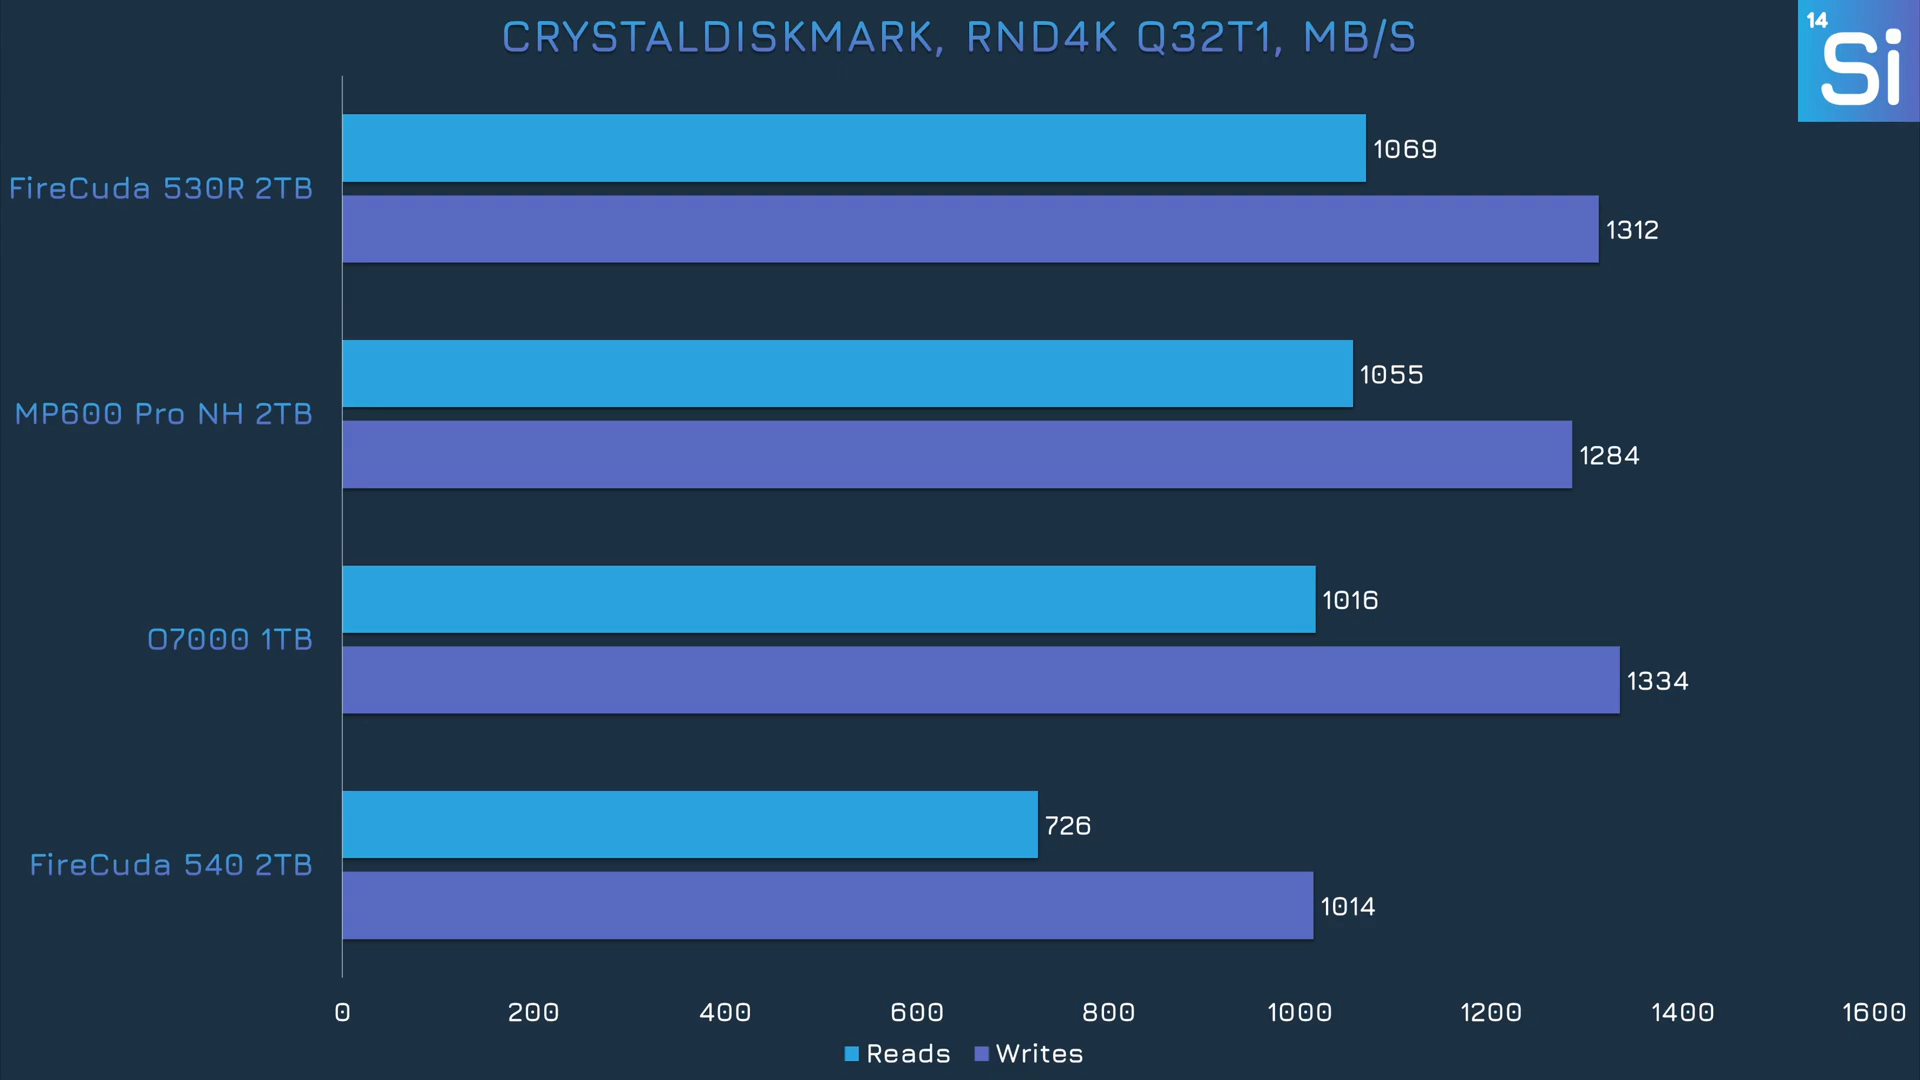 CRYSTALDISKMARK, RND4K Q32T1, MB/S
14
Si
FireCuda 530R 2TB
1069
1312
MP600 Pro NH 2TB
1055
1284
O7000 1TB
1016
1334
FireCuda 540 2TB
726
1014
0 200 400 600 800 1000 1200 1400 1600
Reads Writes